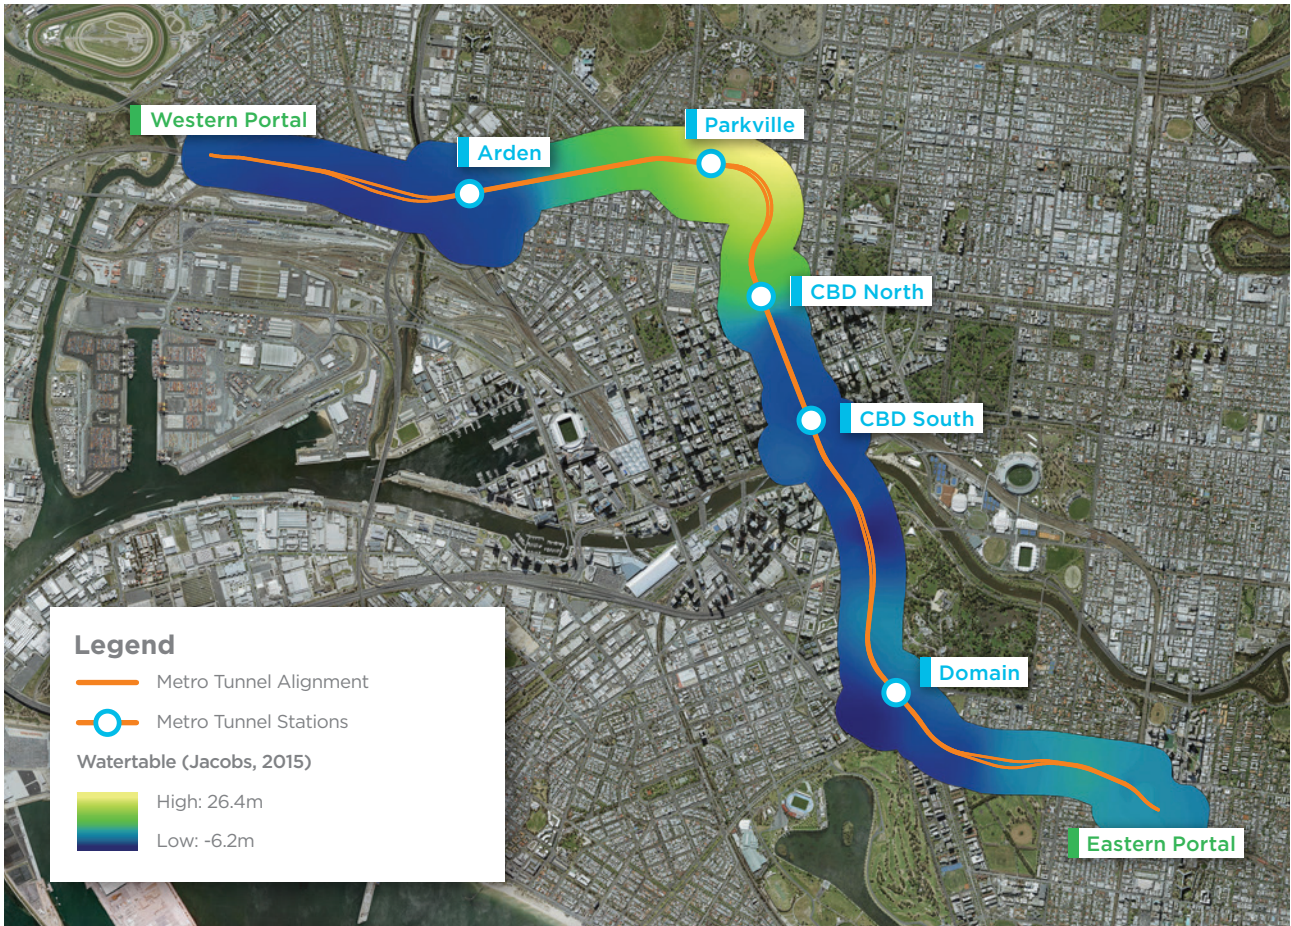 Western Portal
Parkville
Arden
CBD North
CBD South
Domain
Eastern Portal
Legend
Metro Tunnel Alignment
Metro Tunnel Stations
Watertable (Jacobs, 2015)
High: 26.4m
Low: -6.2m